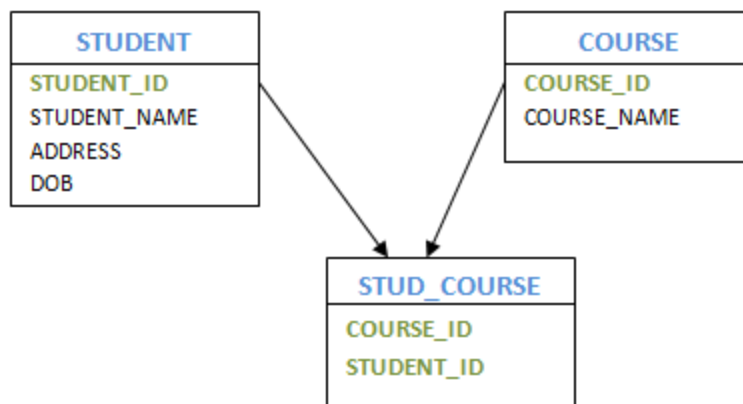 STUDENT
STUDENT_ID
STUDENT_NAME
ADDRESS
DOB
COURSE
COURSE_ID
COURSE_NAME
STUD_COURSE
COURSE_ID
STUDENT_ID